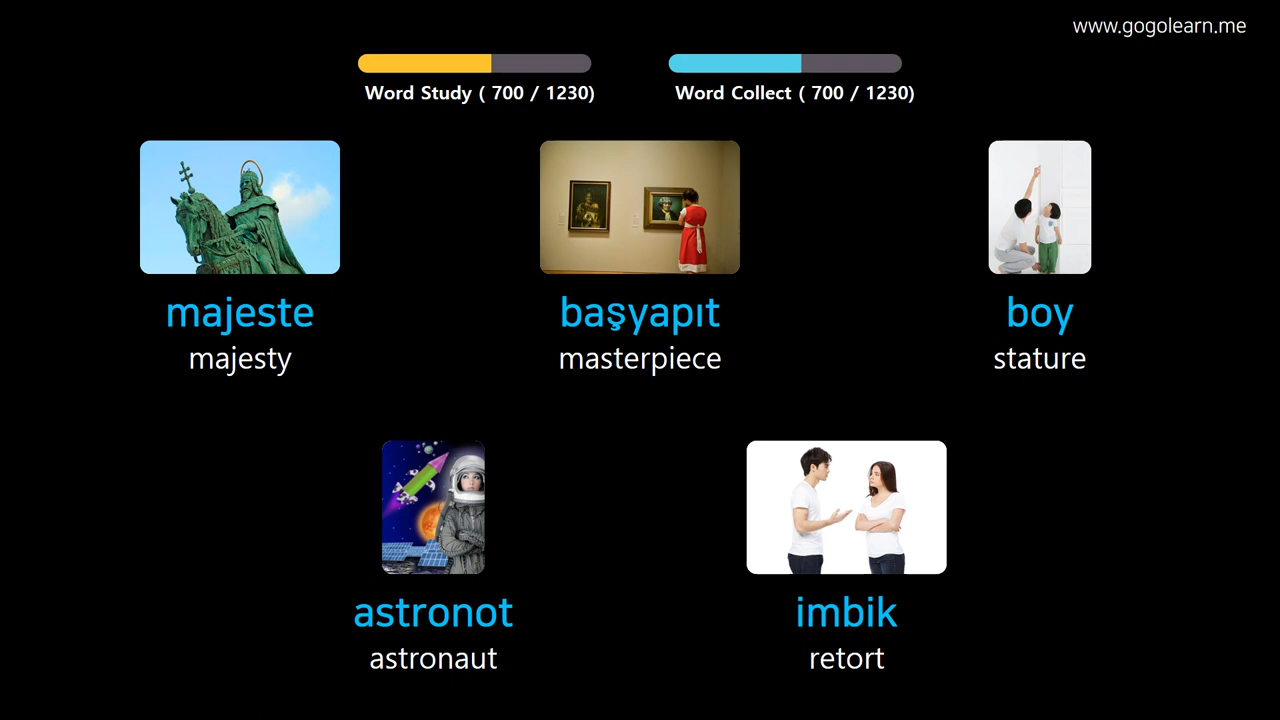 www.gogolearn.me
Word Study ( 700 / 1230)
Word Collect ( 700 / 1230)
majeste
majesty
başyapıt
masterpiece
boy
stature
astronot
astronaut
imbik
retort